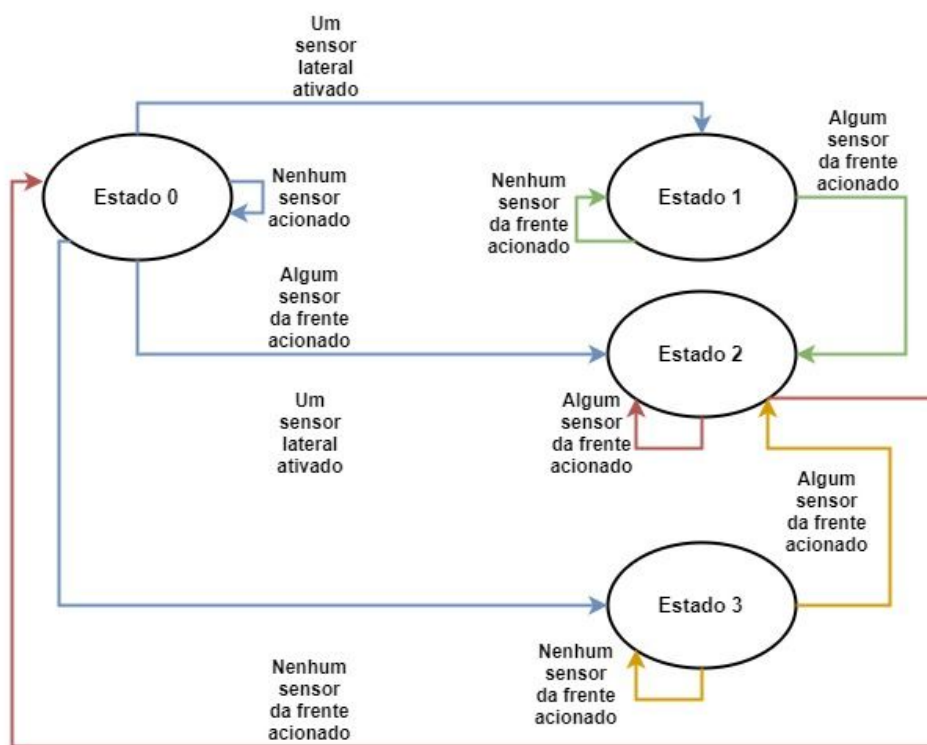 Um
sensor
lateral
ativado
Estado 0
Nenhum
sensor
acionado
Nenhum
sensor
da frente
acionado
Estado 1
Algum
sensor
da frente
acionado
Algum
sensor
da frente
acionado
Estado 2
Um
sensor
lateral
ativado
Algum
sensor
da frente
acionado
Algum
sensor
da frente
acionado
Estado 3
Nenhum
sensor
da frente
acionado
Nenhum
sensor
da frente
acionado